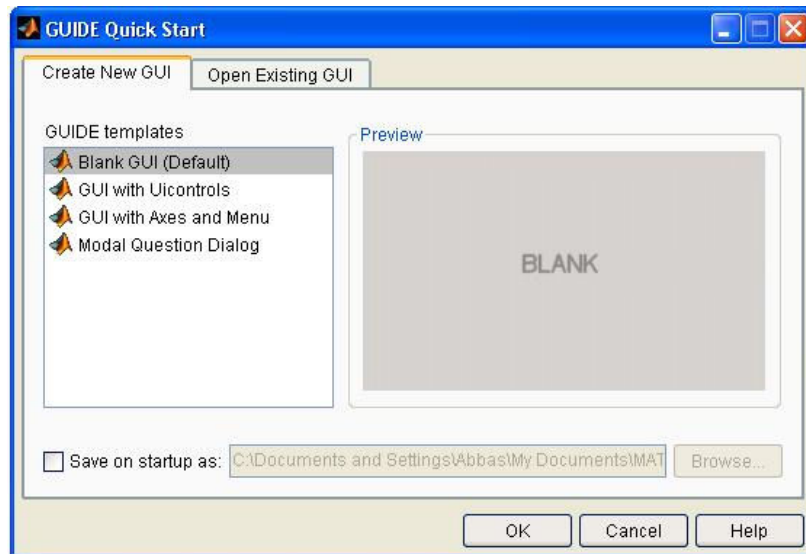 GUIDE Quick Start
Create New GUI
Open Existing GUI
GUIDE templates
Blank GUI (Default)
GUI with Uicontrols
GUI with Axes and Menu
Modal Question Dialog
Preview
BLANK
Save on startup as:
C:\Documents and Settings\Abbas\My Documents\MAT
Browse...
OK
Cancel
Help